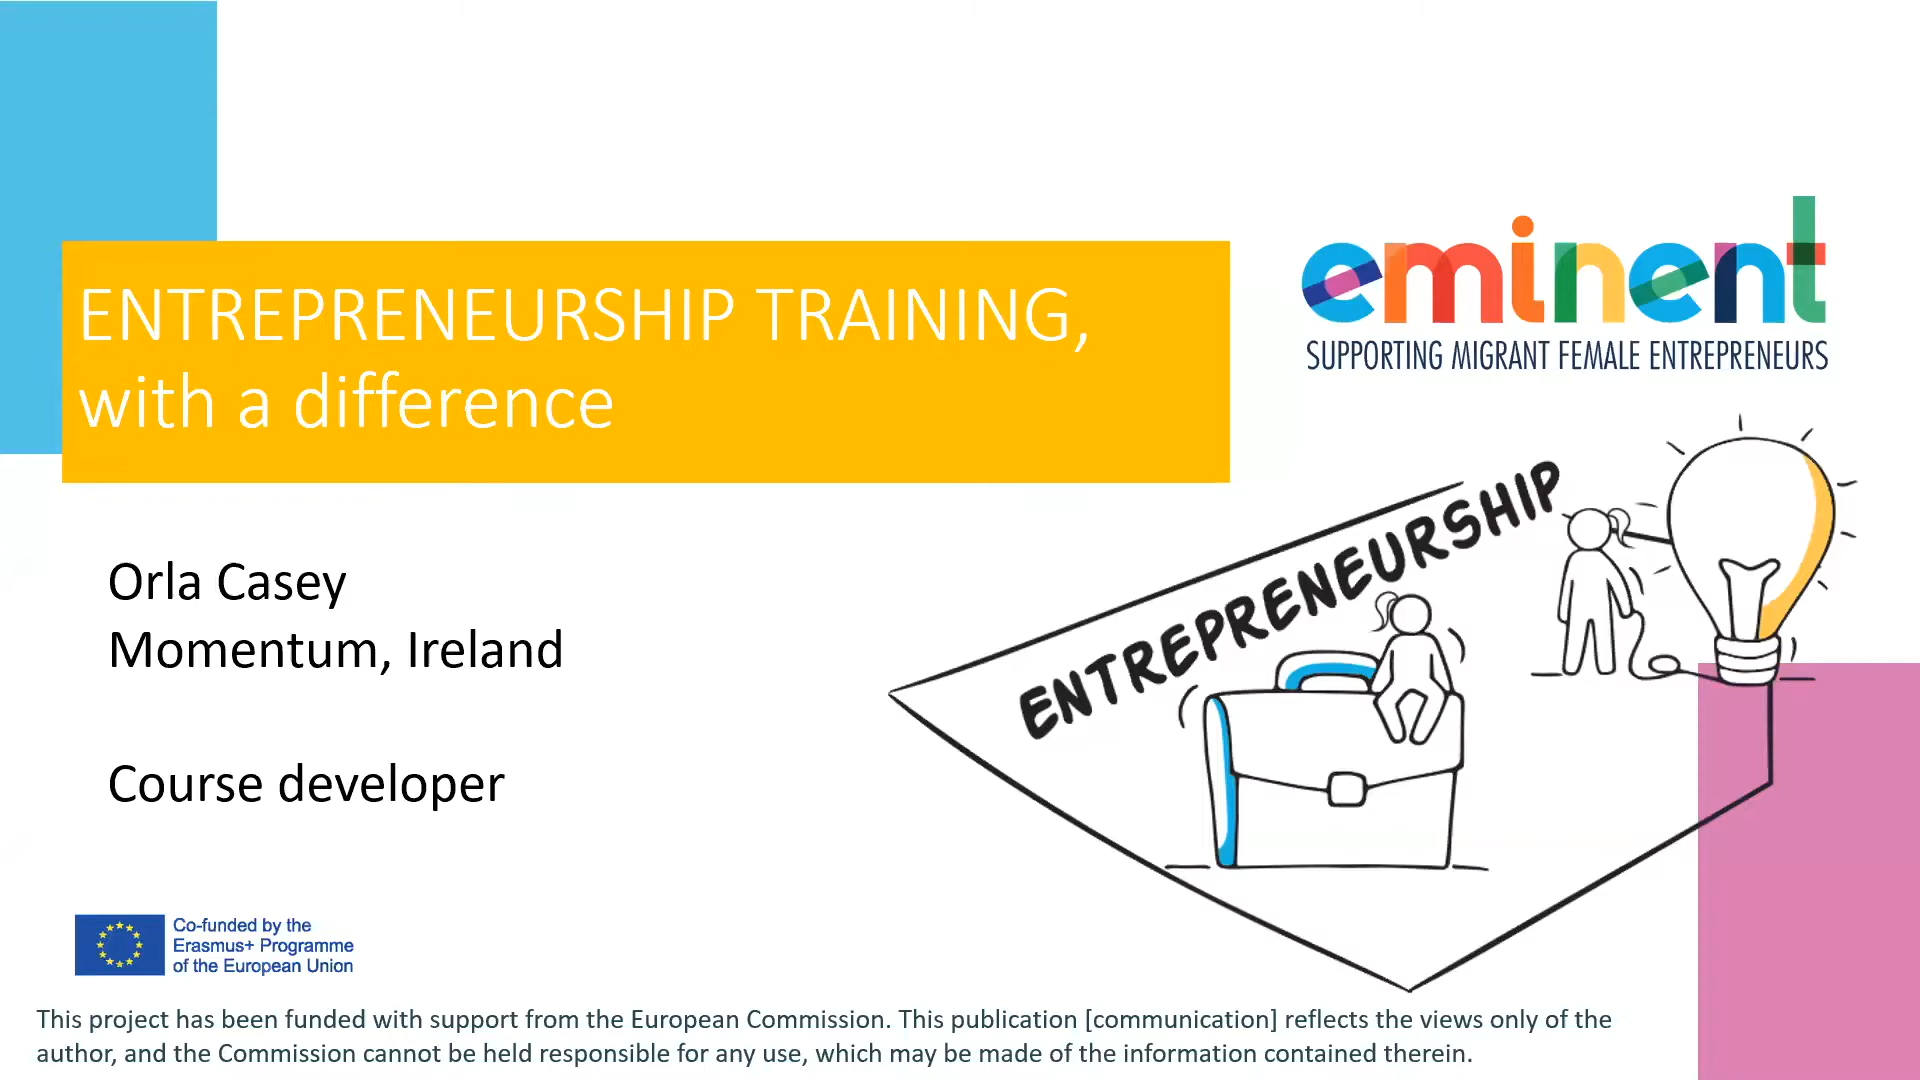 ENTREPRENEURSHIP TRAINING,
with a difference
eminent
SUPPORTING MIGRANT FEMALE ENTREPRENEURS
ENTREPRENEURSHIP
Orla Casey
Momentum, Ireland
Course developer
Co-funded by the
Erasmus+ Programme
of the European Union
This project has been funded with support from the European Commission. This publication [communication] reflects the views only of the
author, and the Commission cannot be held responsible for any use, which may be made of the information contained therein.